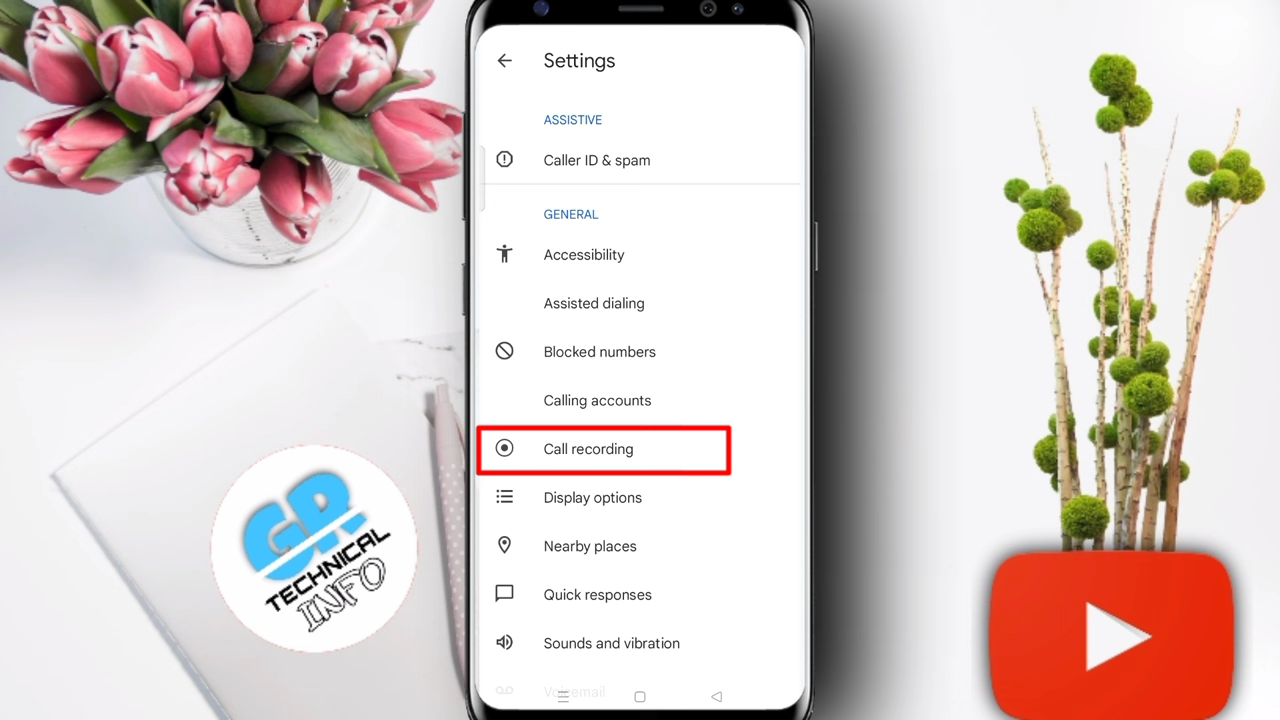 Settings
ASSISTIVE
Caller ID & spam
GENERAL
Accessibility
Assisted dialing
Blocked numbers
Calling accounts
Call recording
Display options
Nearby places
Quick responses
Sounds and vibration
Voicemail
GR
TECHNICAL
INFO